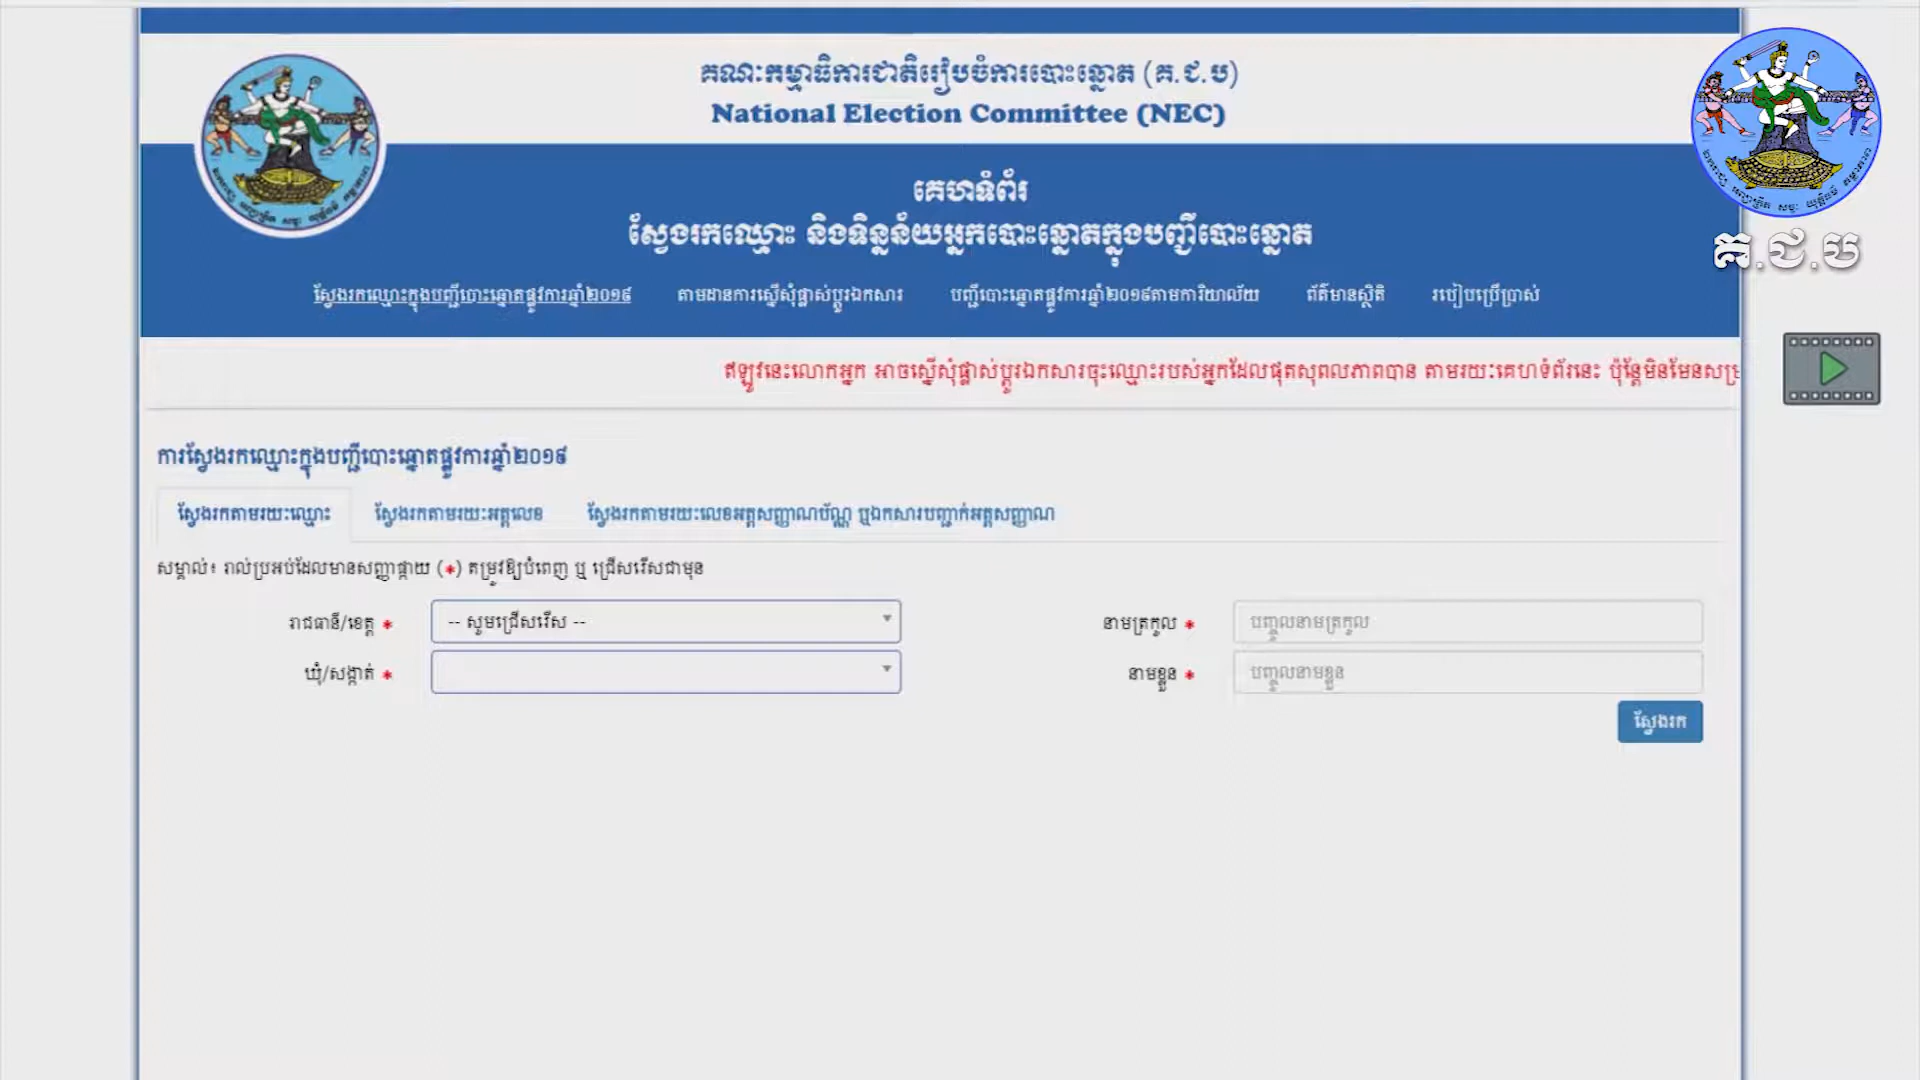 គណៈកម្មាធិការជាតិរៀបចំការបោះឆ្នោត (គ.ជ.ប)
National Election Committee (NEC)
គេហទំព័រ
ស្វែងរកឈ្មោះ និងទិន្នន័យអ្នកបោះឆ្នោតក្នុងបញ្ជីបោះឆ្នោត
គ.ជ.ប
ស្វែងរកឈ្មោះក្នុងបញ្ជីបោះឆ្នោតផ្លូវការឆ្នាំ២០១៩ តាមដានការស្នើសុំផ្លាស់ប្តូរឯកសារ បញ្ជីបោះឆ្នោតផ្លូវការឆ្នាំ២០១៩តាមការិយាល័យ ព័ត៌មានស្ថិតិ របៀបប្រើប្រាស់
ឥឡូវនេះលោកអ្នក អាចស្នើសុំផ្លាស់ប្តូរឯកសារចុះឈ្មោះរបស់អ្នកដែលផុតសុពលភាពបាន តាមរយៈគេហទំព័រនេះ ប៉ុន្តែមិនមែនសម្រ
ការស្វែងរកឈ្មោះក្នុងបញ្ជីបោះឆ្នោតផ្លូវការឆ្នាំ២០១៩
ស្វែងរកតាមរយៈឈ្មោះ ស្វែងរកតាមរយៈអត្តលេខ ស្វែងរកតាមរយៈលេខអត្តសញ្ញាណប័ណ្ណ ឬឯកសារបញ្ជាក់អត្តសញ្ញាណ
សម្គាល់៖ រាល់ប្រអប់ដែលមានសញ្ញាផ្កាយ (*) តម្រូវឱ្យបំពេញ ឬ ជ្រើសរើសជាមុន
រាជធានី/ខេត្ត * -- សូមជ្រើសរើស -- នាមត្រកូល * បញ្ចូលនាមត្រកូល
ឃុំ/សង្កាត់ * នាមខ្លួន * បញ្ចូលនាមខ្លួន
ស្វែងរក